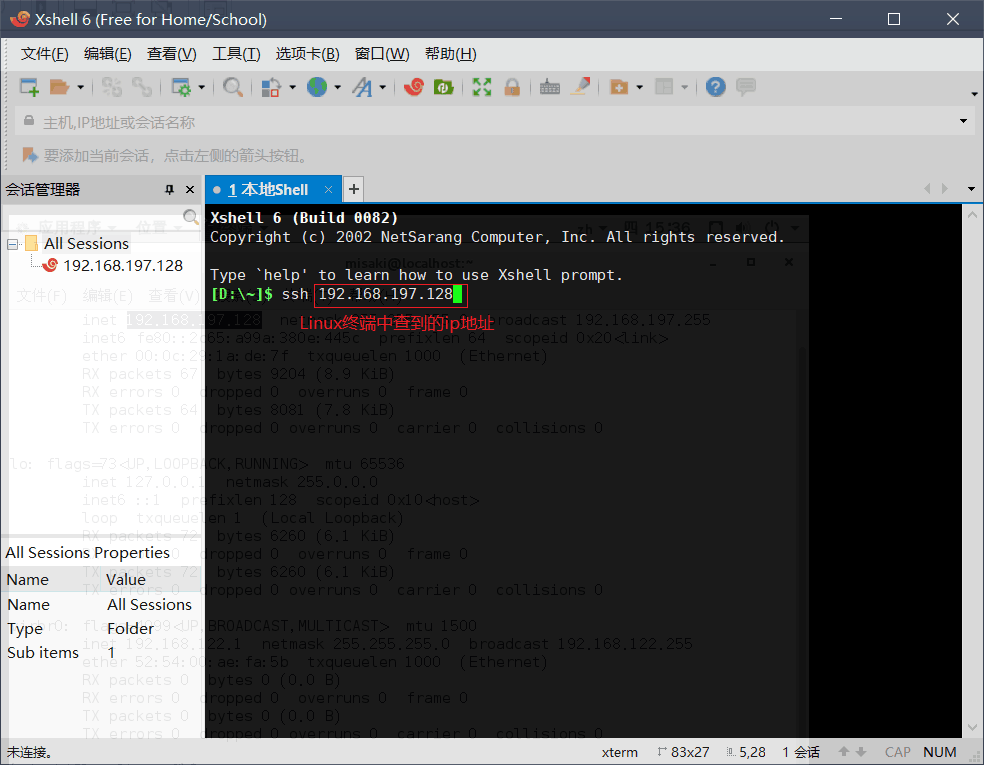 Xshell 6 (Free for Home/School)
文件(F) 编辑(E) 查看(V) 工具(T) 选项卡(B) 窗口(W) 帮助(H)
主机,IP地址或会话名称
要添加当前会话，点击左侧的箭头按钮。
会话管理器
1 本地Shell
应用程序 位置
All Sessions
192.168.197.128
文件(F) 编辑(E) 查看(V)
Xshell 6 (Build 0082)
Copyright (c) 2002 NetSarang Computer, Inc. All rights reserved.
misaki@localhost:~
Type `help' to learn how to use Xshell prompt.
[D:\~]$ ssh 192.168.197.128
Linux终端中查到的ip地址
inet 192.168.197.128 broadcast 192.168.197.255
inet6 fe80::2c65:a99a:380e:445c prefixlen 64 scopeid 0x20<link>
ether 00:0c:29:1a:de:7f txqueuelen 1000 (Ethernet)
RX packets 67 bytes 9204 (8.9 KiB)
RX errors 0 dropped 0 overruns 0 frame 0
TX packets 64 bytes 8081 (7.8 KiB)
TX errors 0 dropped 0 overruns 0 carrier 0 collisions 0
lo: flags=73<UP,LOOPBACK,RUNNING> mtu 65536
inet 127.0.0.1 netmask 255.0.0.0
inet6 ::1 prefixlen 128 scopeid 0x10<host>
loop txqueuelen 1 (Local Loopback)
RX packets 72 bytes 6260 (6.1 KiB)
RX errors 0 dropped 0 overruns 0 frame 0
TX packets 72 bytes 6260 (6.1 KiB)
TX errors 0 dropped 0 overruns 0 carrier 0 collisions 0
virbr0: flags=4099<UP,BROADCAST,MULTICAST> mtu 1500
inet 192.168.122.1 netmask 255.255.255.0 broadcast 192.168.122.255
ether 52:54:00:ae:fa:5b txqueuelen 1000 (Ethernet)
RX packets 0 bytes 0 (0.0 B)
RX errors 0 dropped 0 overruns 0 frame 0
TX packets 0 bytes 0 (0.0 B)
TX errors 0 dropped 0 overruns 0 carrier 0 collisions 0
All Sessions Properties
Name Value
Name All Sessions
Type Folder
Sub items 1
未连接。 xterm 83x27 5,28 1 会话 CAP NUM